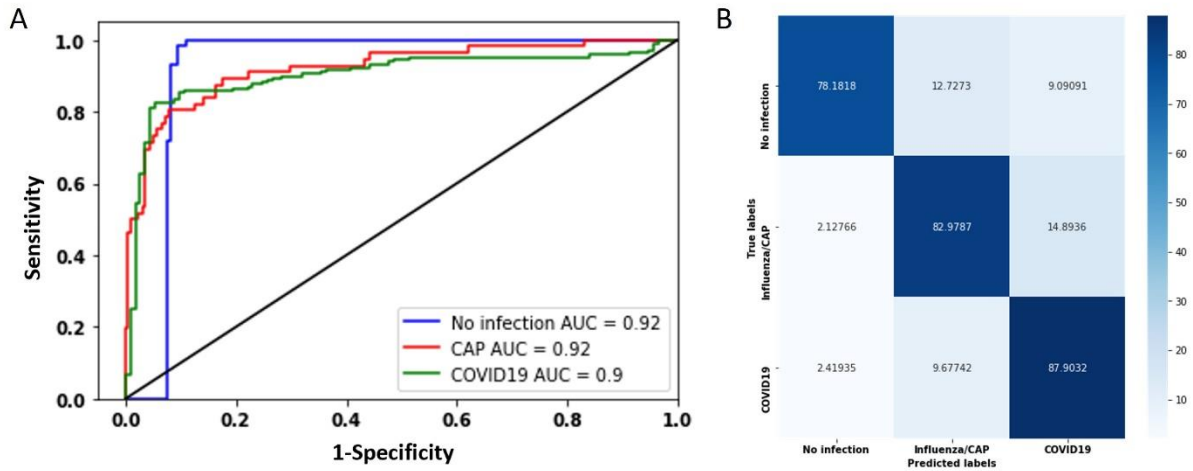 A
1.0
0.8
0.6
0.4
0.2
0.0
Sensitivity
No infection AUC = 0.92
CAP AUC = 0.92
COVID19 AUC = 0.9
0.0 0.2 0.4 0.6 0.8 1.0
1-Specificity
B
True labels
No infection
Influenza/CAP
COVID19
78.1818 12.7273 9.09091
2.12766 82.9787 14.8936
2.41935 9.67742 87.9032
No infection Influenza/CAP COVID19
Predicted labels
80
70
60
50
40
30
20
10